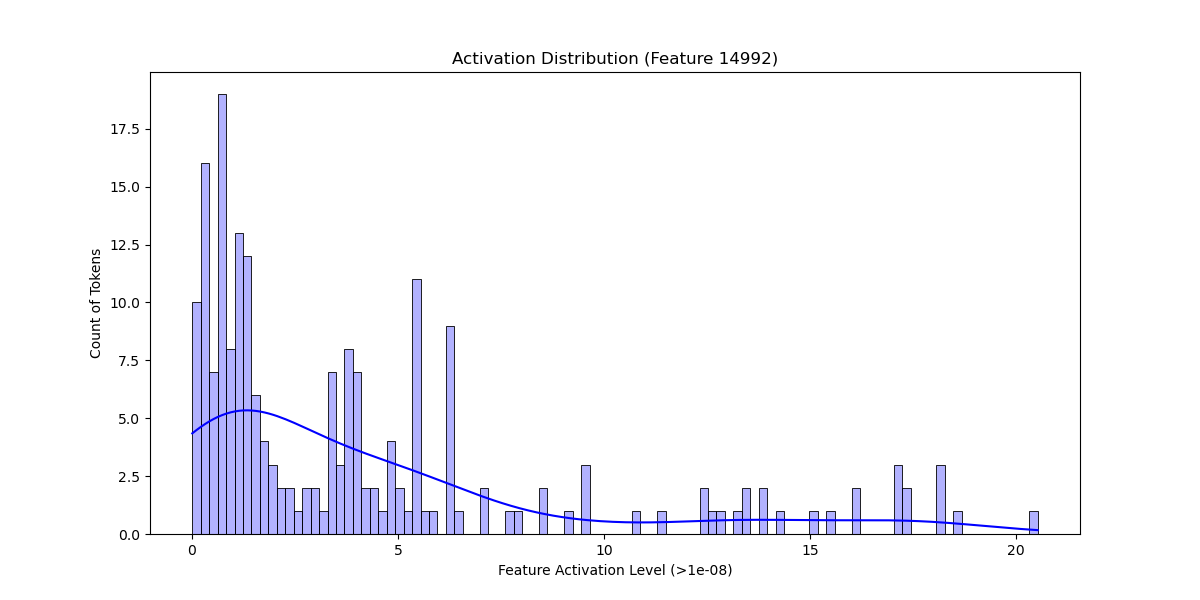 Activation Distribution (Feature 14992)
17.5
15.0
12.5
10.0
7.5
5.0
2.5
0.0
Count of Tokens
0 5 10 15 20
Feature Activation Level (>1e-08)